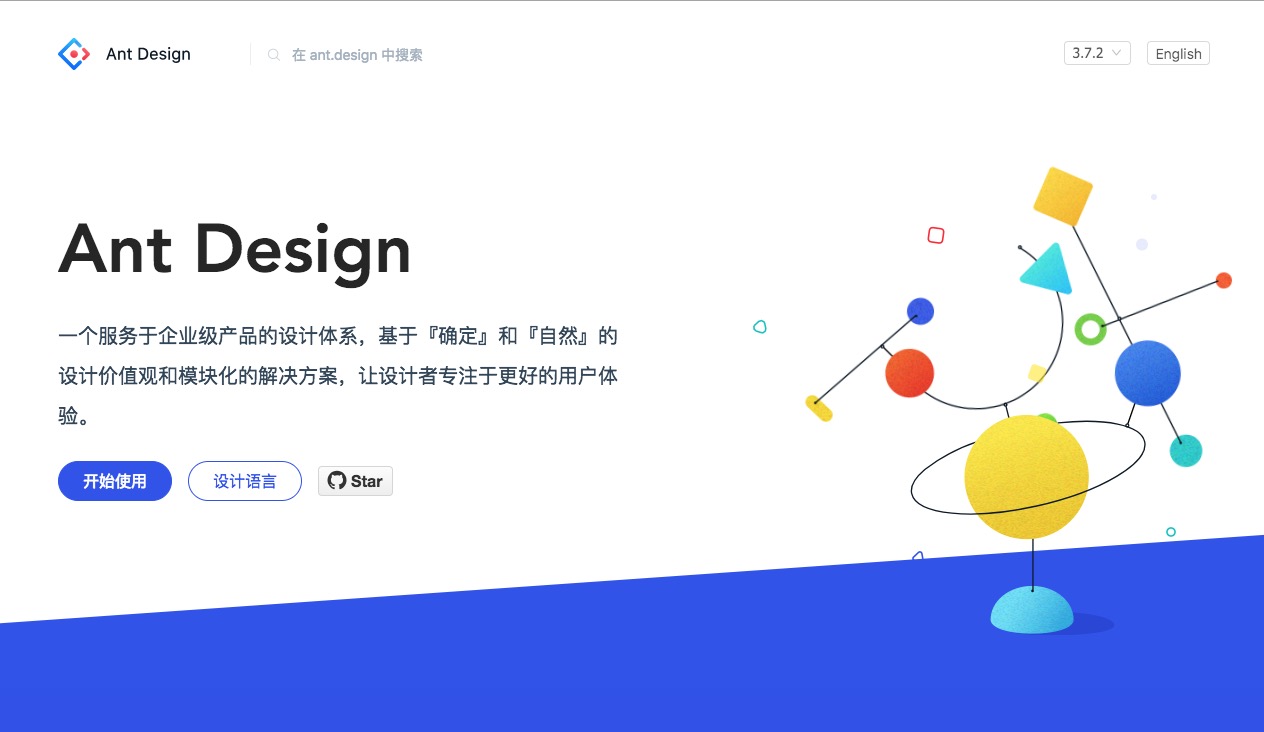 Ant Design
在 ant.design 中搜索
3.7.2
English
Ant Design
一个服务于企业级产品的设计体系，基于『确定』和『自然』的
设计价值观和模块化的解决方案，让设计者专注于更好的用户体
验。
开始使用
设计语言
Star